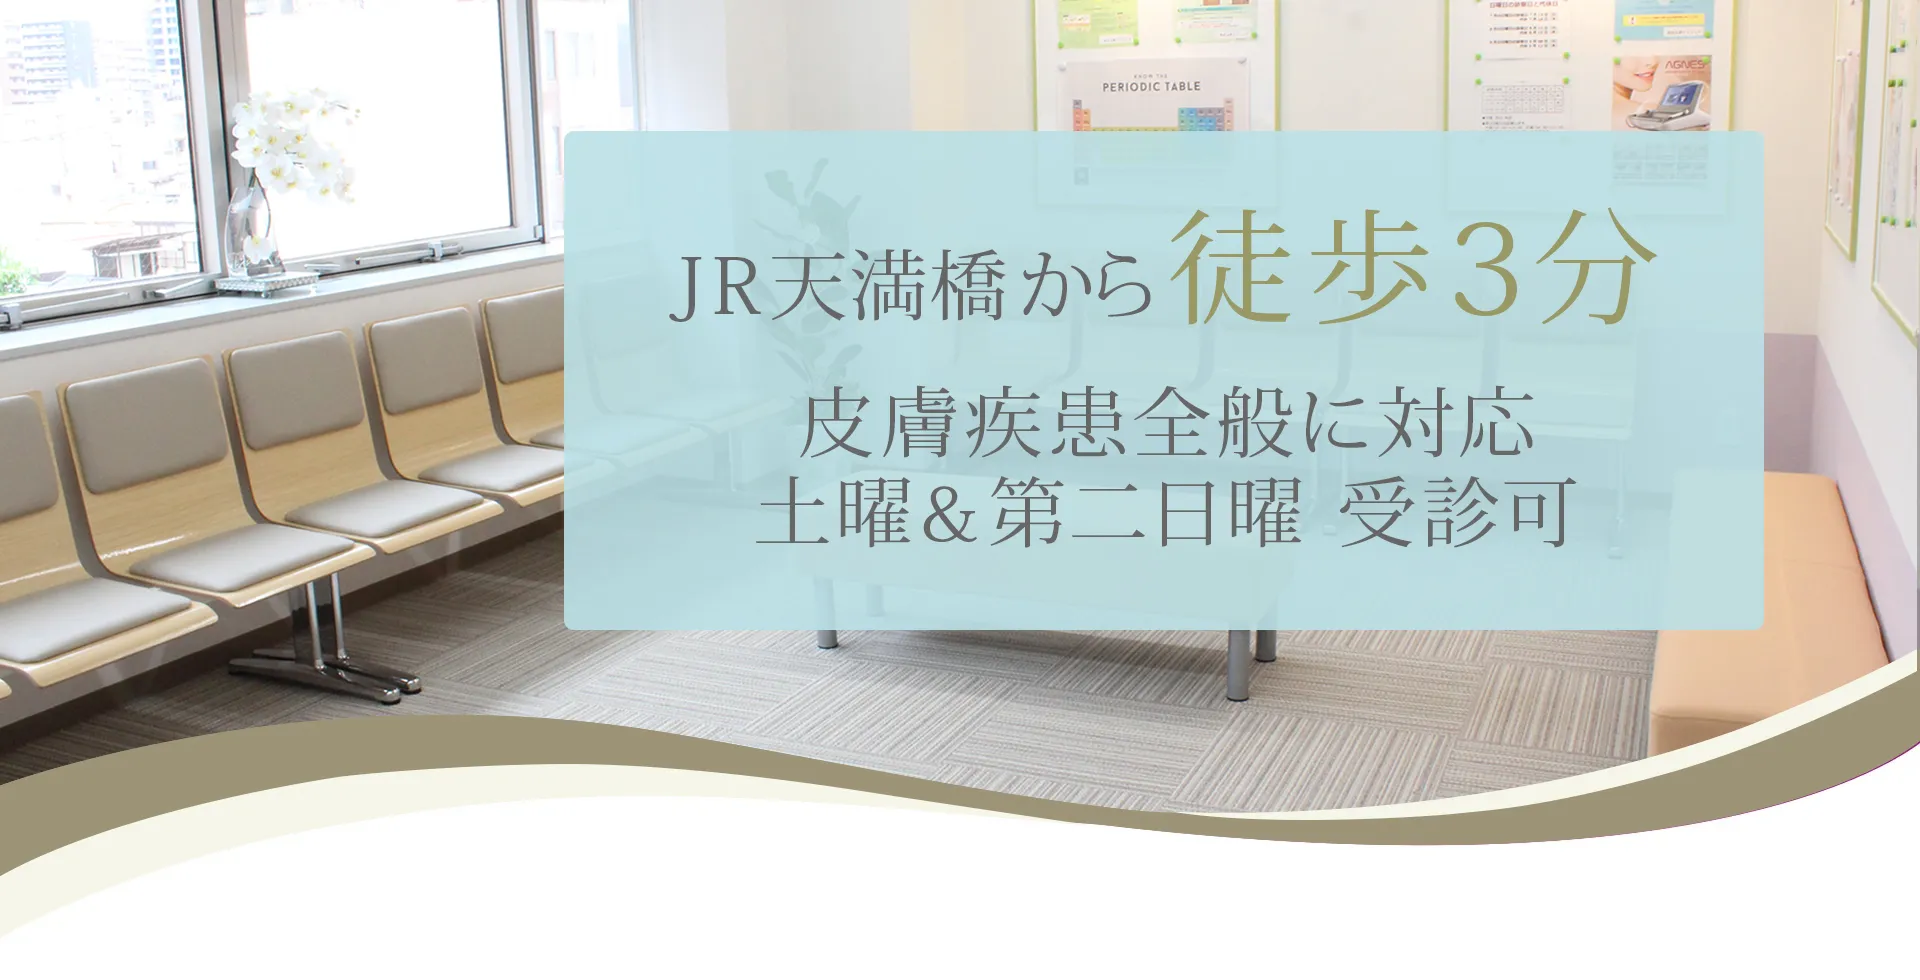 KNOW THE
PERIODIC TABLE
AGNES
JR天満橋から徒歩3分
皮膚疾患全般に対応
土曜&第二日曜 受診可